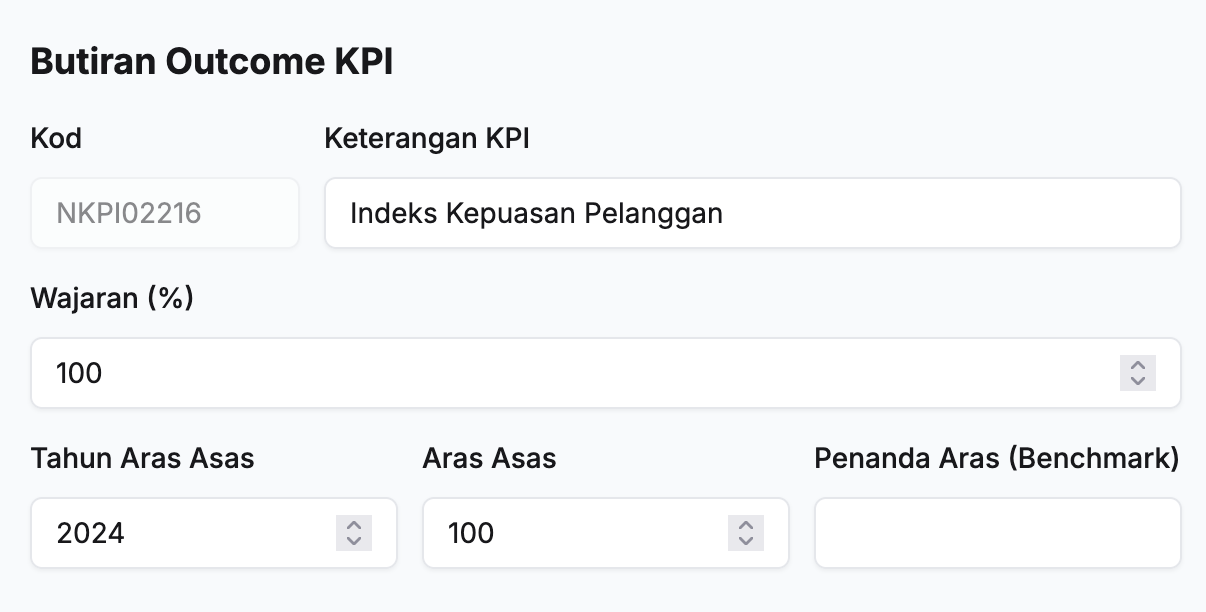 Butiran Outcome KPI
Kod
Keterangan KPI
NKPI02216
Indeks Kepuasan Pelanggan
Wajaran (%)
100
Tahun Aras Asas
Aras Asas
Penanda Aras (Benchmark)
2024
100